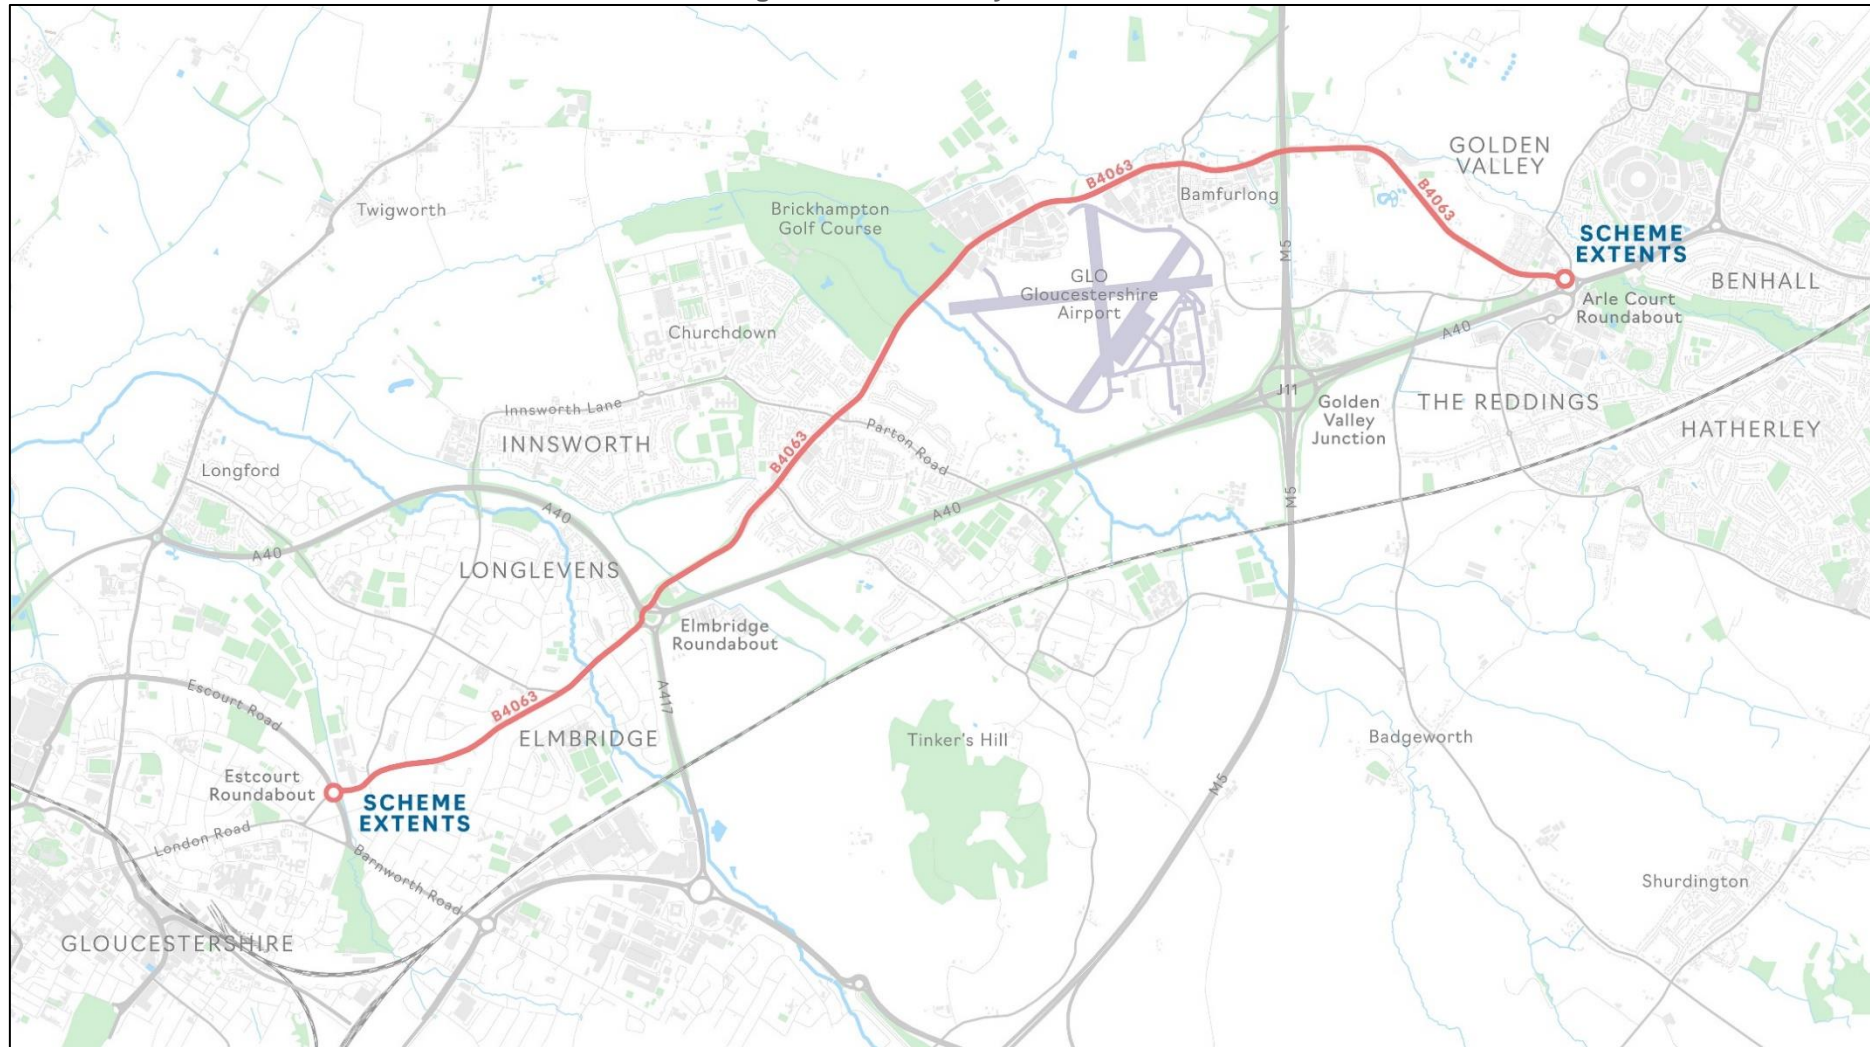 GOLDEN
VALLEY
B4063
Bamfurlong
B4063
Brickhampton
Golf Course
Twigworth
SCHEME
EXTENTS
M5
GLO
Gloucestershire
Airport
BENHALL
Arle Court
Roundabout
A40
Churchdown
J11
Golden
Valley
Junction
THE REDDINGS
HATHERLEY
Innsworth Lane
INNSWORTH
Parton Road
B4063
Longford
M5
A40
A40
A40
LONGLEVENS
Elmbridge
Roundabout
Escourt Road
A417
B4063
ELMBRIDGE
Tinker's Hill
Badgeworth
Estcourt
Roundabout
SCHEME
EXTENTS
M5
London Road
Barnworth Road
Shurdington
GLOUCESTERSHIRE